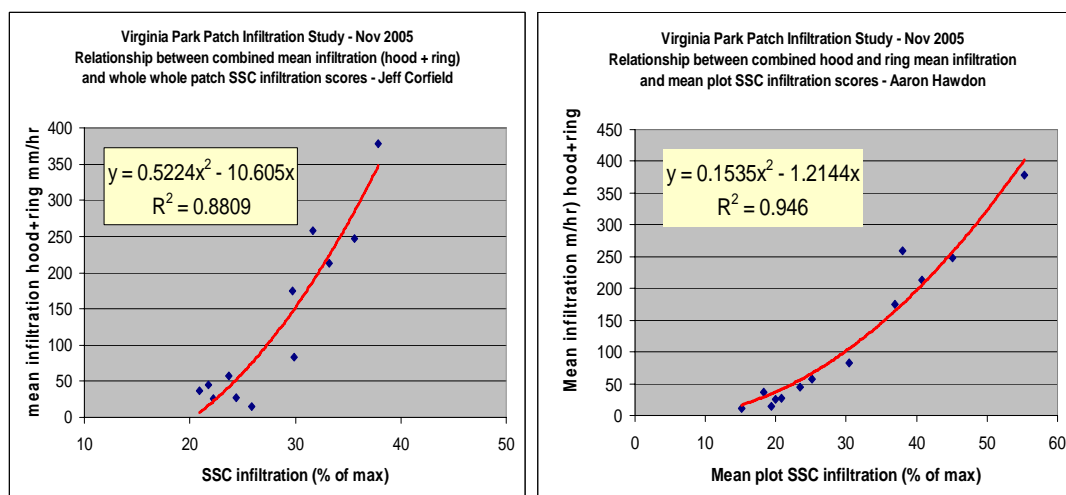 Virginia Park Patch Infiltration Study - Nov 2005
Relationship between combined mean infiltration (hood + ring)
and whole whole patch SSC infiltration scores - Jeff Corfield
mean infiltration hood+ring mm/hr
400
350
300
250
200
150
100
50
0
y = 0.5224x² - 10.605x
R² = 0.8809
10 20 30 40 50
SSC infiltration (% of max)
Virginia Park Patch Infiltration Study - Nov 2005
Relationship between combined hood and ring mean infiltration
and mean plot SSC infiltration scores - Aaron Hawdon
Mean infiltration m/hr) hood+ring
450
400
350
300
250
200
150
100
50
0
y = 0.1535x² - 1.2144x
R² = 0.946
0 10 20 30 40 50 60
Mean plot SSC infiltration (% of max)